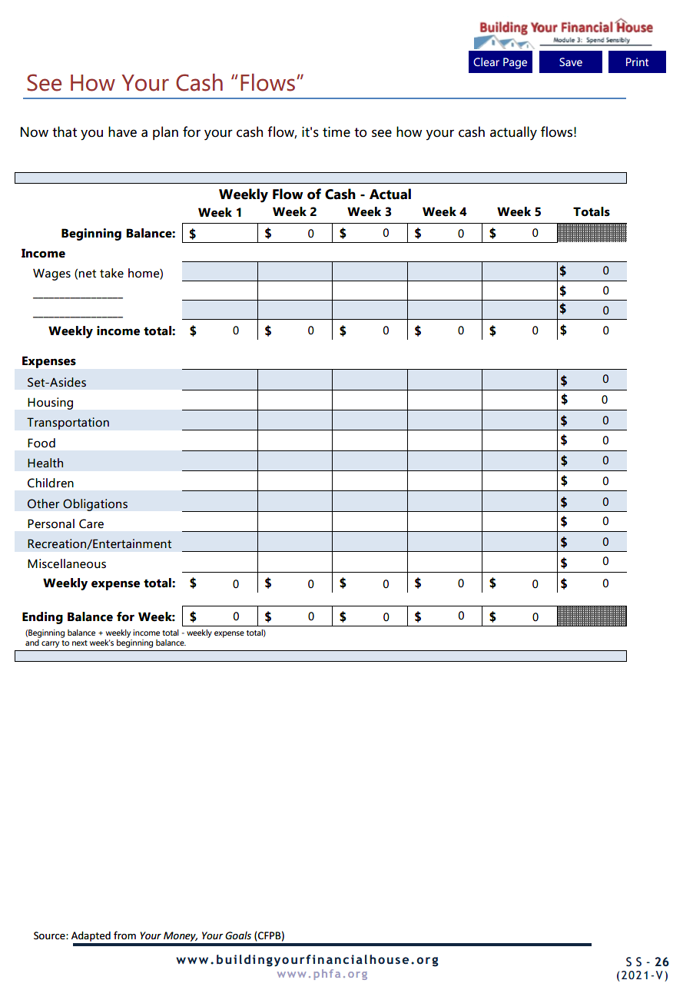 Building Your Financial House
Module 3: Spend Sensibly
Clear Page Save Print
See How Your Cash “Flows”
Now that you have a plan for your cash flow, it's time to see how your cash actually flows!
Weekly Flow of Cash - Actual
Week 1 Week 2 Week 3 Week 4 Week 5 Totals
Beginning Balance: $ $ 0 $ 0 $ 0 $ 0
Income
Wages (net take home) $ 0
_________________ $ 0
_________________ $ 0
Weekly income total: $ 0 $ 0 $ 0 $ 0 $ 0 $ 0
Expenses
Set-Asides $ 0
Housing $ 0
Transportation $ 0
Food $ 0
Health $ 0
Children $ 0
Other Obligations $ 0
Personal Care $ 0
Recreation/Entertainment $ 0
Miscellaneous $ 0
Weekly expense total: $ 0 $ 0 $ 0 $ 0 $ 0 $ 0
Ending Balance for Week: $ 0 $ 0 $ 0 $ 0 $ 0
(Beginning balance + weekly income total - weekly expense total)
and carry to next week's beginning balance.
Source: Adapted from Your Money, Your Goals (CFPB)
www.buildingyourfinancialhouse.org
www.phfa.org
SS - 26
(2021-V)